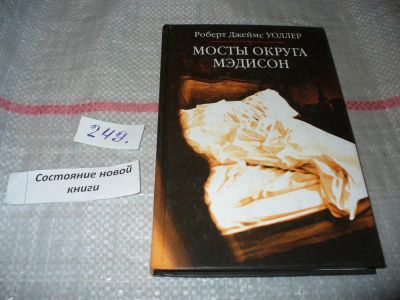 Роберт Джеймс УОЛЛЕР
МОСТЫ ОКРУГА
МЭДИСОН
249.
Состояние новой
книги